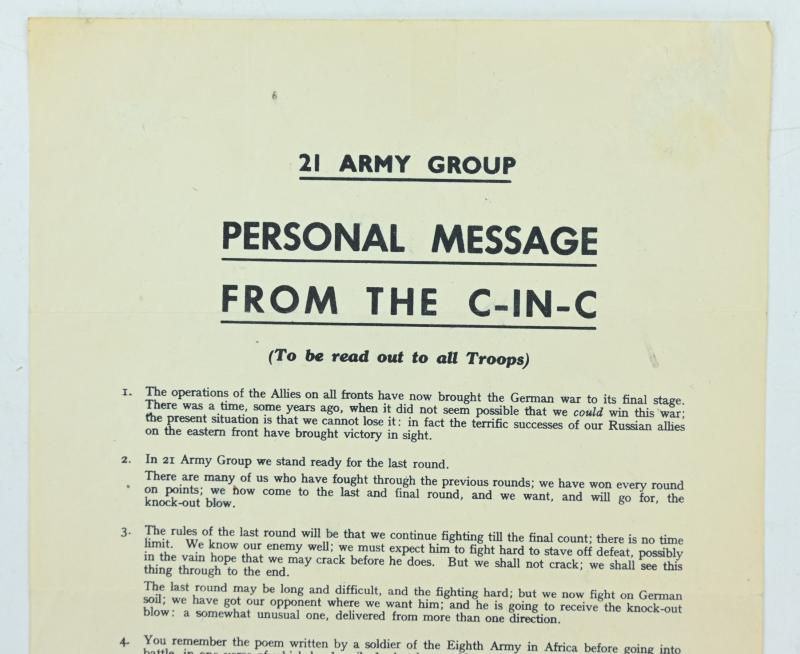 21 ARMY GROUP
PERSONAL MESSAGE
FROM THE C-IN-C
(To be read out to all Troops)
1. The operations of the Allies on all fronts have now brought the German war to its final stage.
There was a time, some years ago, when it did not seem possible that we could win this war;
the present situation is that we cannot lose it: in fact the terrific successes of our Russian allies
on the eastern front have brought victory in sight.
2. In 21 Army Group we stand ready for the last round.
There are many of us who have fought through the previous rounds; we have won every round
on points; we now come to the last and final round, and we want, and will go for, the
knock-out blow.
3. The rules of the last round will be that we continue fighting till the final count; there is no time
limit. We know our enemy well; we must expect him to fight hard to stave off defeat, possibly
in the vain hope that we may crack before he does. But we shall not crack; we shall see this
thing through to the end.
The last round may be long and difficult, and the fighting hard; but we now fight on German
soil; we have got our opponent where we want him; and he is going to receive the knock-out
blow: a somewhat unusual one, delivered from more than one direction.
4. You remember the poem written by a soldier of the Eighth Army in Africa before going into